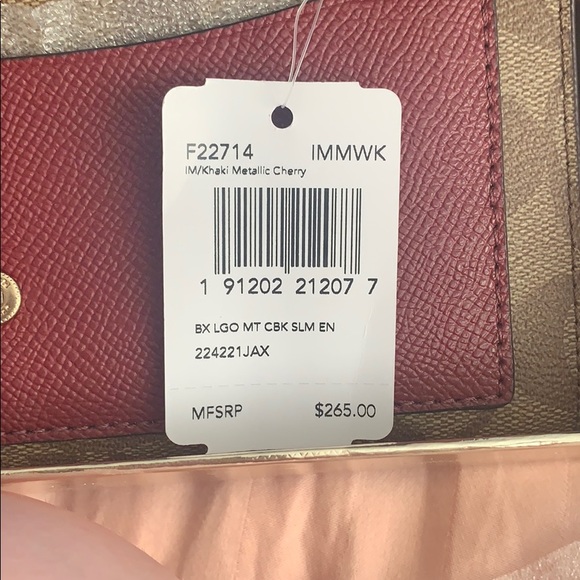 F22714 IMMWK
IM/Khaki Metallic Cherry
1 91202 21207 7
BX LGO MT CBK SLM EN
224221JAX
MFSRP $265.00